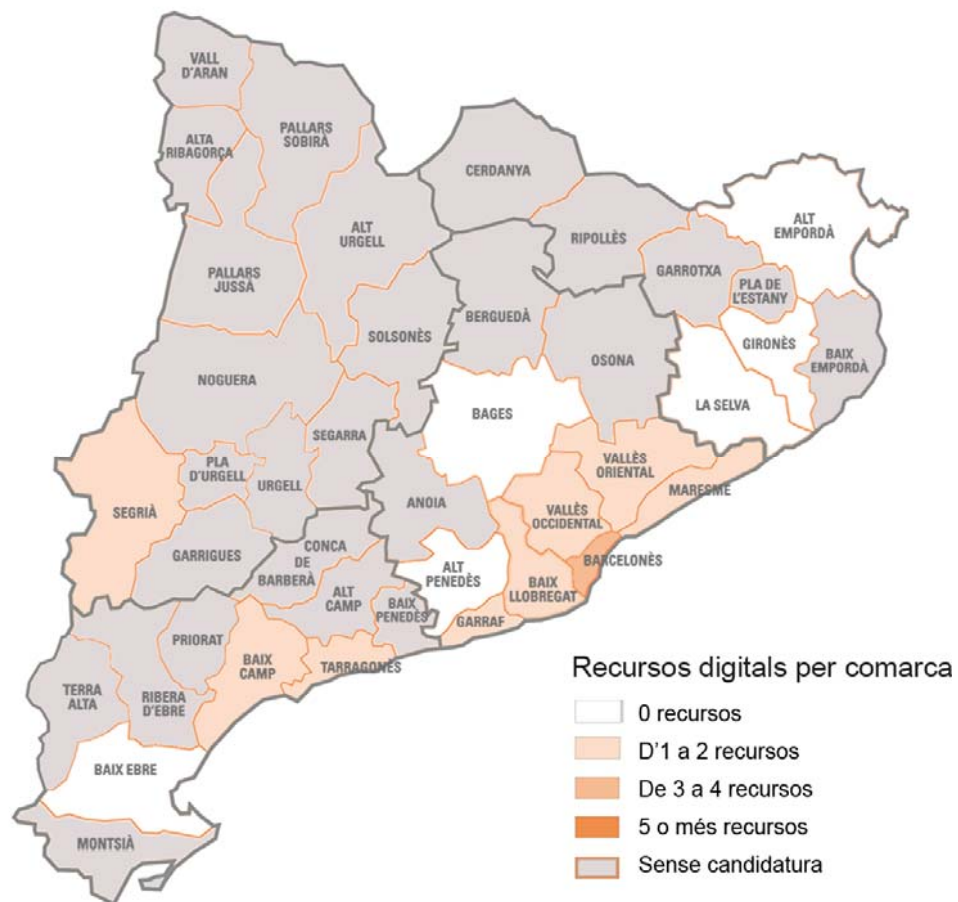 VALL
D'ARAN
PALLARS
SOBIRÀ
ALTA
RIBAGORÇA
CERDANYA
ALT
URGELL
RIPOLLÈS
ALT
EMPORDÀ
GARROTXA
PALLARS
JUSSÀ
PLA DE
L'ESTANY
BERGUEDÀ
SOLSONÈS
GIRONÈS
OSONA
BAIX
EMPORDÀ
NOGUERA
LA SELVA
BAGES
SEGARRA
VALLÈS
ORIENTAL
PLA
D'URGELL
URGELL
MARESME
ANOIA
SEGRIÀ
VALLÈS
OCCIDENTAL
GARRIGUES
CONCA
DE
BARBERÀ
BARCELONÈS
ALT
PENEDÈS
BAIX
LLOBREGAT
ALT
CAMP
BAIX
PENEDÈS
GARRAF
PRIORAT
BAIX
CAMP
TARRAGONÈS
TERRA
ALTA
RIBERA
D'EBRE
BAIX EBRE
MONTSIÀ
Recursos digitals per comarca
0 recursos
D'1 a 2 recursos
De 3 a 4 recursos
5 o més recursos
Sense candidatura